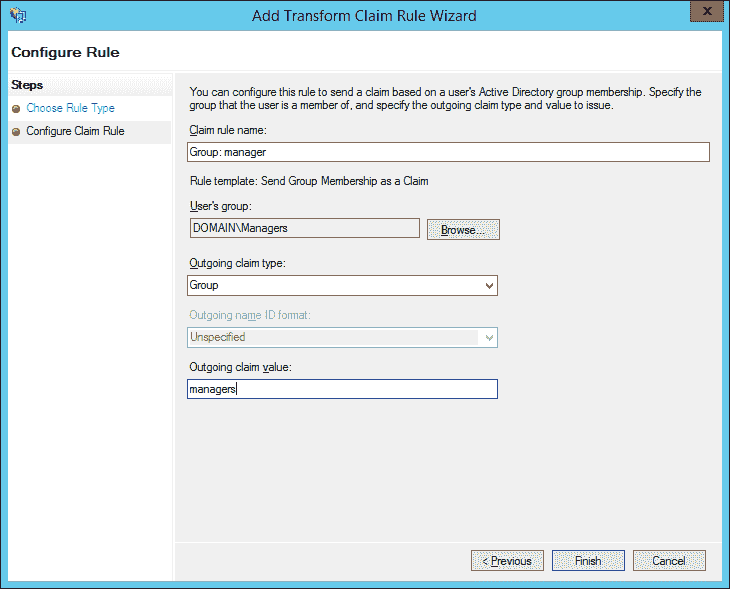 Add Transform Claim Rule Wizard
X
Configure Rule
Steps
Choose Rule Type
Configure Claim Rule
You can configure this rule to send a claim based on a user's Active Directory group membership. Specify the
group that the user is a member of, and specify the outgoing claim type and value to issue.
Claim rule name:
Group: manager
Rule template: Send Group Membership as a Claim
User's group:
DOMAIN\Managers
Browse...
Outgoing claim type:
Group
Outgoing name ID format:
Unspecified
Outgoing claim value:
managers
< Previous
Finish
Cancel